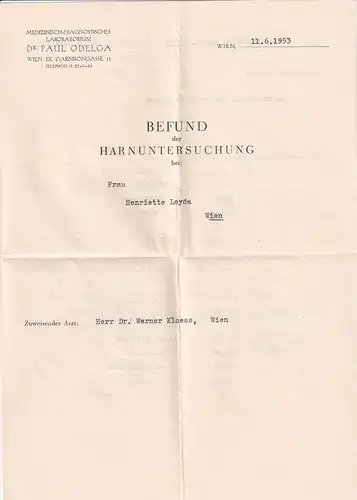 MEDIZINISCH-DIAGNOSTISCHES
LABORATORIUM
DR. PAUL ODELGA
WIEN, IX. GARNISONGASSE
TELEPHON A
WIEN, 11.6.1953
BEFUND
der
HARNUNTERSUCHUNG
bei:
Frau
Henriette Loyda
Wien
Zuweisender Arzt: Herr Dr. Werner Kloess, Wien